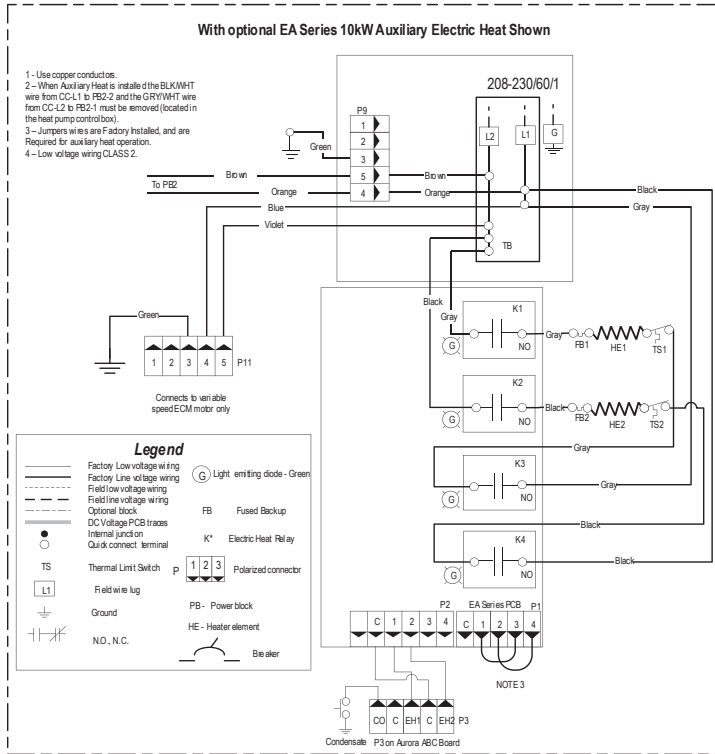 With optional EA Series 10kW Auxiliary Electric Heat Shown
1 - Use copper conductors.
2 – When Auxiliary Heat is installed the BLK/WHT
wire from CC-L1 to PB2-2 and the GRY/WHT wire
from CC-L2 to PB2-1 must be removed (located in
the heat pump control box).
3 – Jumpers wires are Factory Installed, and are
Required for auxiliary heat operation.
4 – Low voltage wiring CLASS 2.
208-230/60/1
P9
1
2
3
5
4
L2
L1
G
Green
Brown
To PB2
Orange
Brown
Orange
Black
Blue
Gray
Violet
TB
Black
Gray
K1
G
NO
Gray
FB1
HE1
TS1
Green
1 2 3 4 5 P11
Connects to variable
speed ECM motor only
K2
G
NO
Black
FB2
HE2
TS2
Gray
K3
G
NO
Gray
Black
K4
G
NO
Black
Legend
Factory Low voltage wiring
Factory Line voltage wiring
Field low voltage wiring
Field line voltage wiring
Optional block
DC Voltage PCB traces
Internal junction
Quick connect terminal
TS Thermal Limit Switch
L1 Field wire lug
Ground
N.O., N.C.
G Light emitting diode - Green
FB Fused Backup
K* Electric Heat Relay
P 1 2 3 Polarized connector
PB - Power block
HE - Heater element
Breaker
P2
C 1 2 3 4
EA Series PCB P1
C 1 2 3 4
NOTE 3
CO C EH1 C EH2 P3
Condensate P3 on Aurora ABC Board